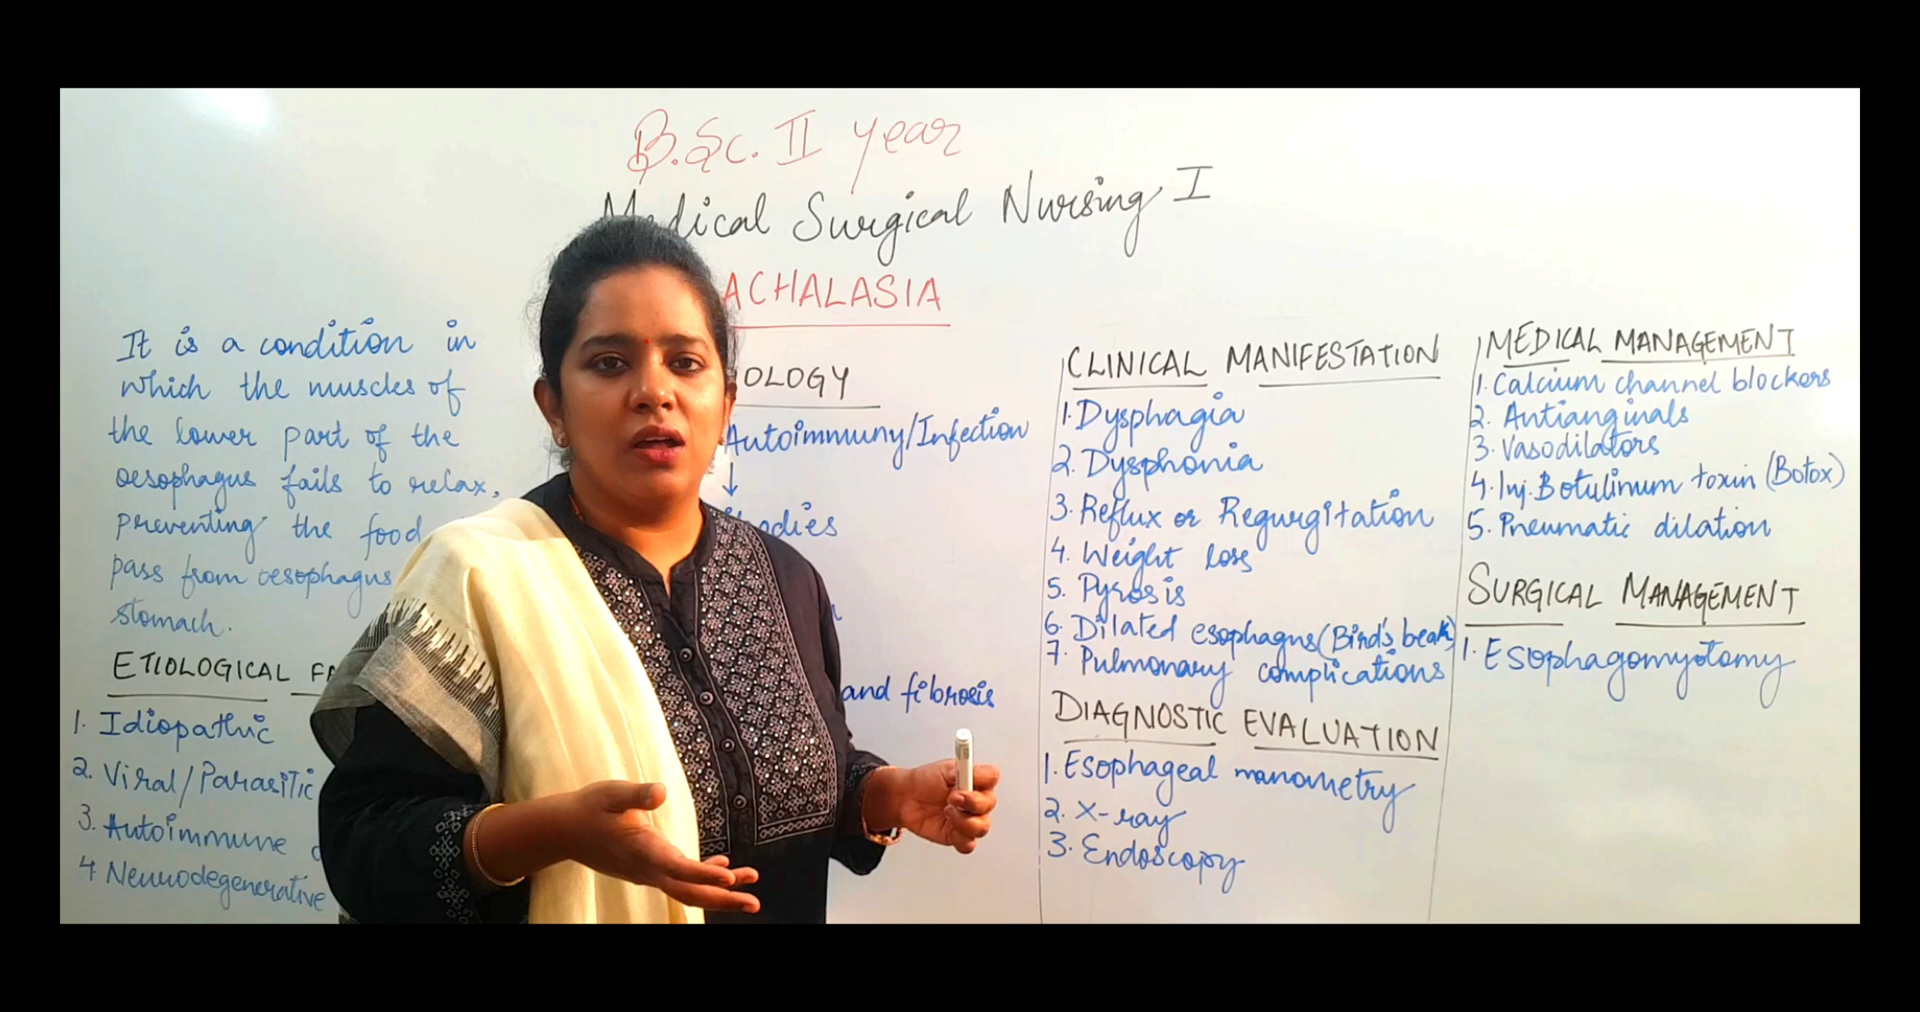 B.Sc. II year
Medical Surgical Nursing I
ACHALASIA
It is a condition in
which the muscles of
the lower part of the
oesophagus fails to relax,
preventing the food
pass from oesophagus
stomach.
ETIOLOGICAL
1. Idiopathic
2. Viral/Parasitic
3. Autoimmune
4 Neurodegenerative
OLOGY
Autoimmuny/Infection
↓
and fibrosis
CLINICAL MANIFESTATION
1. Dysphagia
2. Dysphonia
3. Reflux or Regurgitation
4. Weight loss
5. Pyrosis
6. Dilated esophagus (Bird's beak)
7. Pulmonary complications
DIAGNOSTIC EVALUATION
1. Esophageal manometry
2. X-ray
3. Endoscopy
MEDICAL MANAGEMENT
1. Calcium channel blockers
2. Antianginals
3. Vasodilators
4. Inj. Botulinum toxin (Botox)
5. Pneumatic dilation
SURGICAL MANAGEMENT
1. Esophagomyotomy